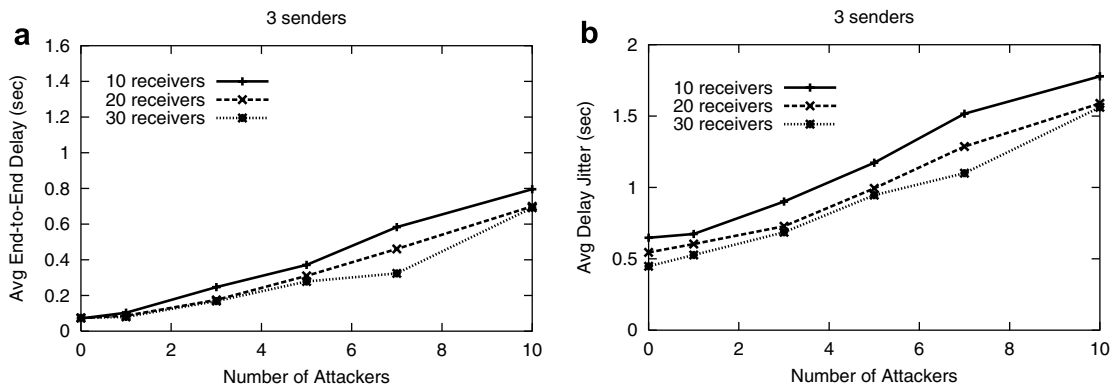 a
3 senders
Avg End-to-End Delay (sec)
1.6
1.4
1.2
1
0.8
0.6
0.4
0.2
0
10 receivers
20 receivers
30 receivers
0 2 4 6 8 10
Number of Attackers
b
3 senders
Avg Delay Jitter (sec)
2
1.5
1
0.5
0
10 receivers
20 receivers
30 receivers
0 2 4 6 8 10
Number of Attackers